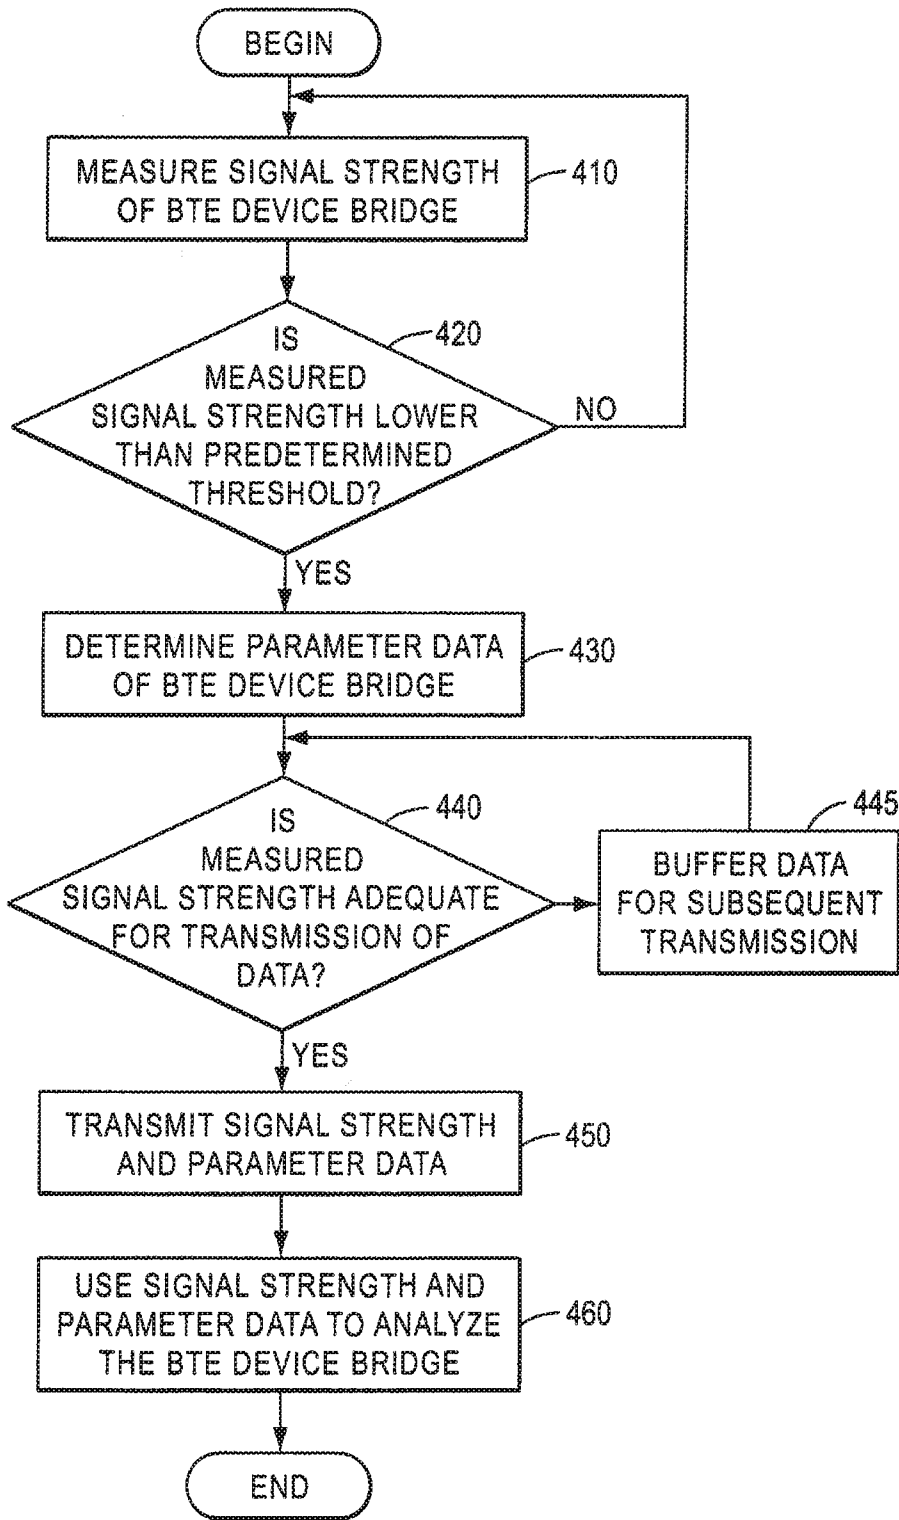 BEGIN
MEASURE SIGNAL STRENGTH
OF BTE DEVICE BRIDGE
410
IS
MEASURED
SIGNAL STRENGTH LOWER
THAN PREDETERMINED
THRESHOLD?
420
NO
YES
DETERMINE PARAMETER DATA
OF BTE DEVICE BRIDGE
430
IS
MEASURED
SIGNAL STRENGTH ADEQUATE
FOR TRANSMISSION OF
DATA?
440
445
BUFFER DATA
FOR SUBSEQUENT
TRANSMISSION
YES
TRANSMIT SIGNAL STRENGTH
AND PARAMETER DATA
450
USE SIGNAL STRENGTH AND
PARAMETER DATA TO ANALYZE
THE BTE DEVICE BRIDGE
460
END